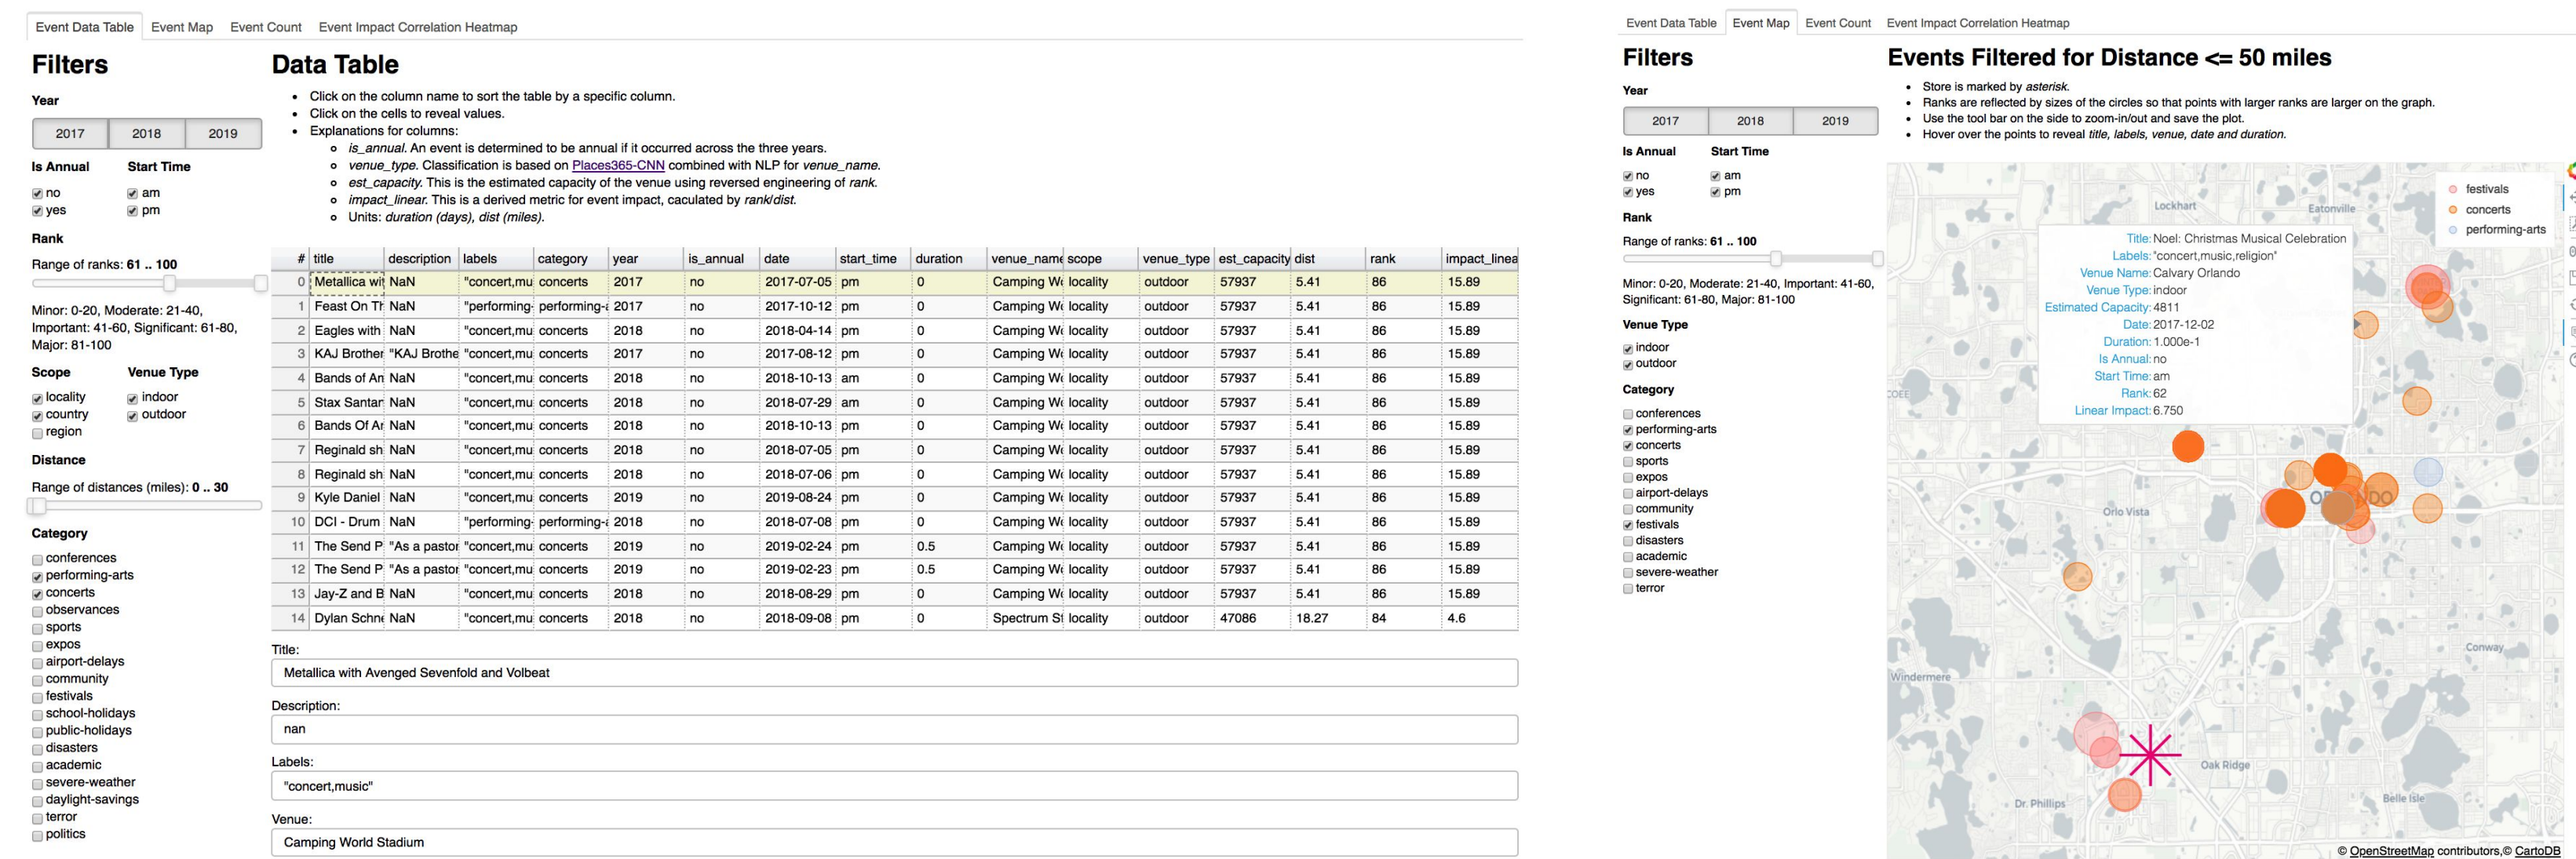 Event Data Table Event Map Event Count Event Impact Correlation Heatmap
Filters
Year
2017 2018 2019
Is Annual Start Time
no am
yes pm
Rank
Range of ranks: 61 .. 100
Minor: 0-20, Moderate: 21-40,
Important: 41-60, Significant: 61-80,
Major: 81-100
Scope Venue Type
locality indoor
country outdoor
region
Distance
Range of distances (miles): 0 .. 30
Category
conferences
performing-arts
concerts
observances
sports
expos
airport-delays
community
festivals
school-holidays
public-holidays
disasters
academic
severe-weather
daylight-savings
terror
politics
Data Table
• Click on the column name to sort the table by a specific column.
• Click on the cells to reveal values.
• Explanations for columns:
is_annual. An event is determined to be annual if it occurred across the three years.
venue_type. Classification is based on Places365-CNN combined with NLP for venue_name.
est_capacity. This is the estimated capacity of the venue using reversed engineering of rank.
impact_linear. This is a derived metric for event impact, caculated by rank/dist.
Units: duration (days), dist (miles).
# title description labels category year is_annual date start_time duration venue_name scope venue_type est_capacity dist rank impact_linea
0 Metallica wit NaN "concert,mu concerts 2017 no 2017-07-05 pm 0 Camping Wo locality outdoor 57937 5.41 86 15.89
1 Feast On Th NaN "performing- performing-a 2017 no 2017-10-12 pm 0 Camping Wo locality outdoor 57937 5.41 86 15.89
2 Eagles with NaN "concert,mu concerts 2018 no 2018-04-14 pm 0 Camping Wo locality outdoor 57937 5.41 86 15.89
3 KAJ Brother "KAJ Brothe "concert,mu concerts 2017 no 2017-08-12 pm 0 Camping Wo locality outdoor 57937 5.41 86 15.89
4 Bands of Am NaN "concert,mu concerts 2018 no 2018-10-13 am 0 Camping Wo locality outdoor 57937 5.41 86 15.89
5 Stax Santar NaN "concert,mu concerts 2018 no 2018-07-29 am 0 Camping Wo locality outdoor 57937 5.41 86 15.89
6 Bands Of Am NaN "concert,mu concerts 2018 no 2018-10-13 pm 0 Camping Wo locality outdoor 57937 5.41 86 15.89
7 Reginald sh NaN "concert,mu concerts 2018 no 2018-07-05 pm 0 Camping Wo locality outdoor 57937 5.41 86 15.89
8 Reginald sh NaN "concert,mu concerts 2018 no 2018-07-06 pm 0 Camping Wo locality outdoor 57937 5.41 86 15.89
9 Kyle Daniel NaN "concert,mu concerts 2019 no 2019-08-24 pm 0 Camping Wo locality outdoor 57937 5.41 86 15.89
10 DCI - Drum NaN "performing- performing-a 2018 no 2018-07-08 pm 0 Camping Wo locality outdoor 57937 5.41 86 15.89
11 The Send P "As a pastor "concert,mu concerts 2019 no 2019-02-24 pm 0.5 Camping Wo locality outdoor 57937 5.41 86 15.89
12 The Send P "As a pastor "concert,mu concerts 2019 no 2019-02-23 pm 0.5 Camping Wo locality outdoor 57937 5.41 86 15.89
13 Jay-Z and B NaN "concert,mu concerts 2018 no 2018-08-29 pm 0 Camping Wo locality outdoor 57937 5.41 86 15.89
14 Dylan Schne NaN "concert,mu concerts 2018 no 2018-09-08 pm 0 Spectrum St locality outdoor 47086 18.27 84 4.6
Title:
Metallica with Avenged Sevenfold and Volbeat
Description:
nan
Labels:
"concert,music"
Venue:
Camping World Stadium
Event Data Table Event Map Event Count Event Impact Correlation Heatmap
Filters
Year
2017 2018 2019
Is Annual Start Time
no am
yes pm
Rank
Range of ranks: 61 .. 100
Minor: 0-20, Moderate: 21-40, Important: 41-60,
Significant: 61-80, Major: 81-100
Venue Type
indoor
outdoor
Category
conferences
performing-arts
concerts
sports
expos
airport-delays
community
festivals
disasters
academic
severe-weather
terror
Events Filtered for Distance <= 50 miles
• Store is marked by asterisk.
• Ranks are reflected by sizes of the circles so that points with larger ranks are larger on the graph.
• Use the tool bar on the side to zoom-in/out and save the plot.
• Hover over the points to reveal title, labels, venue, date and duration.
festivals
concerts
performing-arts
Lockhart
Eatonville
Title: Noel: Christmas Musical Celebration
Labels: "concert,music,religion"
Venue Name: Calvary Orlando
Venue Type: indoor
Estimated Capacity: 4811
Date: 2017-12-02
Duration: 1.000e-1
Is Annual: no
Start Time: am
Rank: 62
Linear Impact: 6.750
COEE
Orlo Vista
Conway
Windermere
Oak Ridge
Dr. Phillips
Belle Isle
© OpenStreetMap contributors,© CartoDB